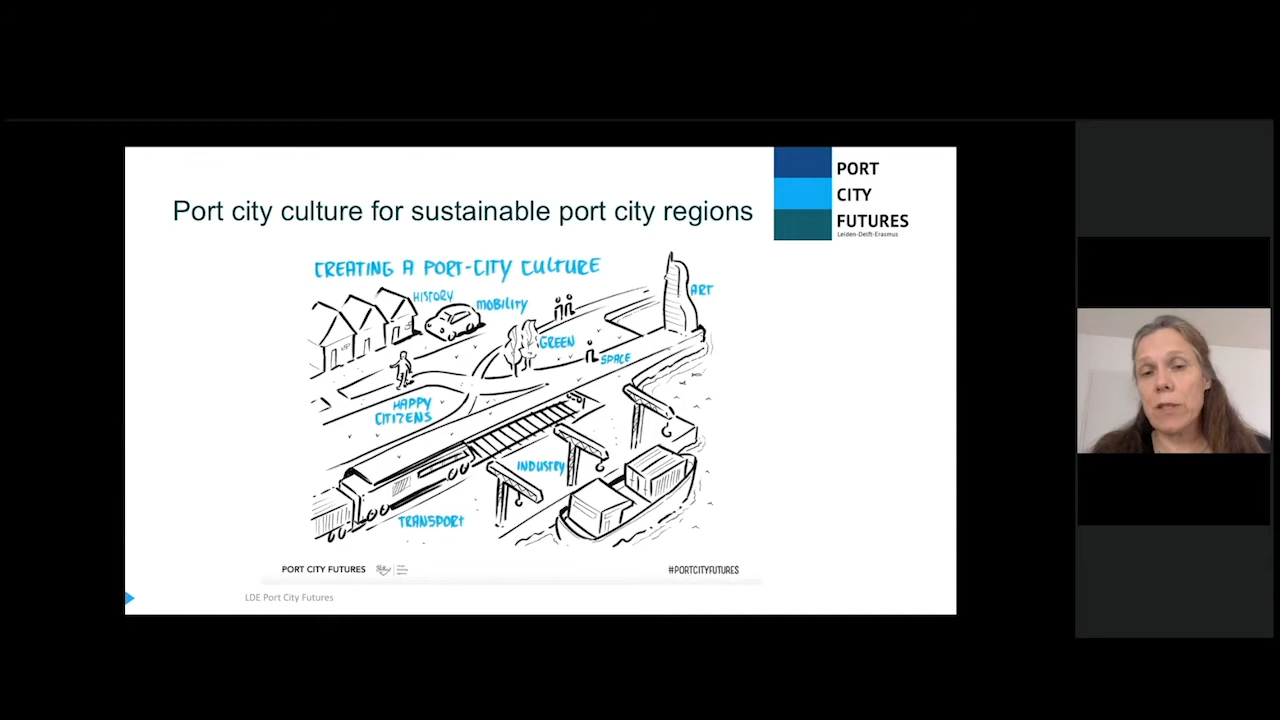 Port city culture for sustainable port city regions
PORT
CITY
FUTURES
Leiden-Delft-Erasmus
CREATING A PORT-CITY CULTURE
HISTORY
MOBILITY
ART
GREEN
SPACE
HAPPY
CITIZENS
INDUSTRY
TRANSPORT
PORT CITY FUTURES
#PORTCITYFUTURES
LDE Port City Futures